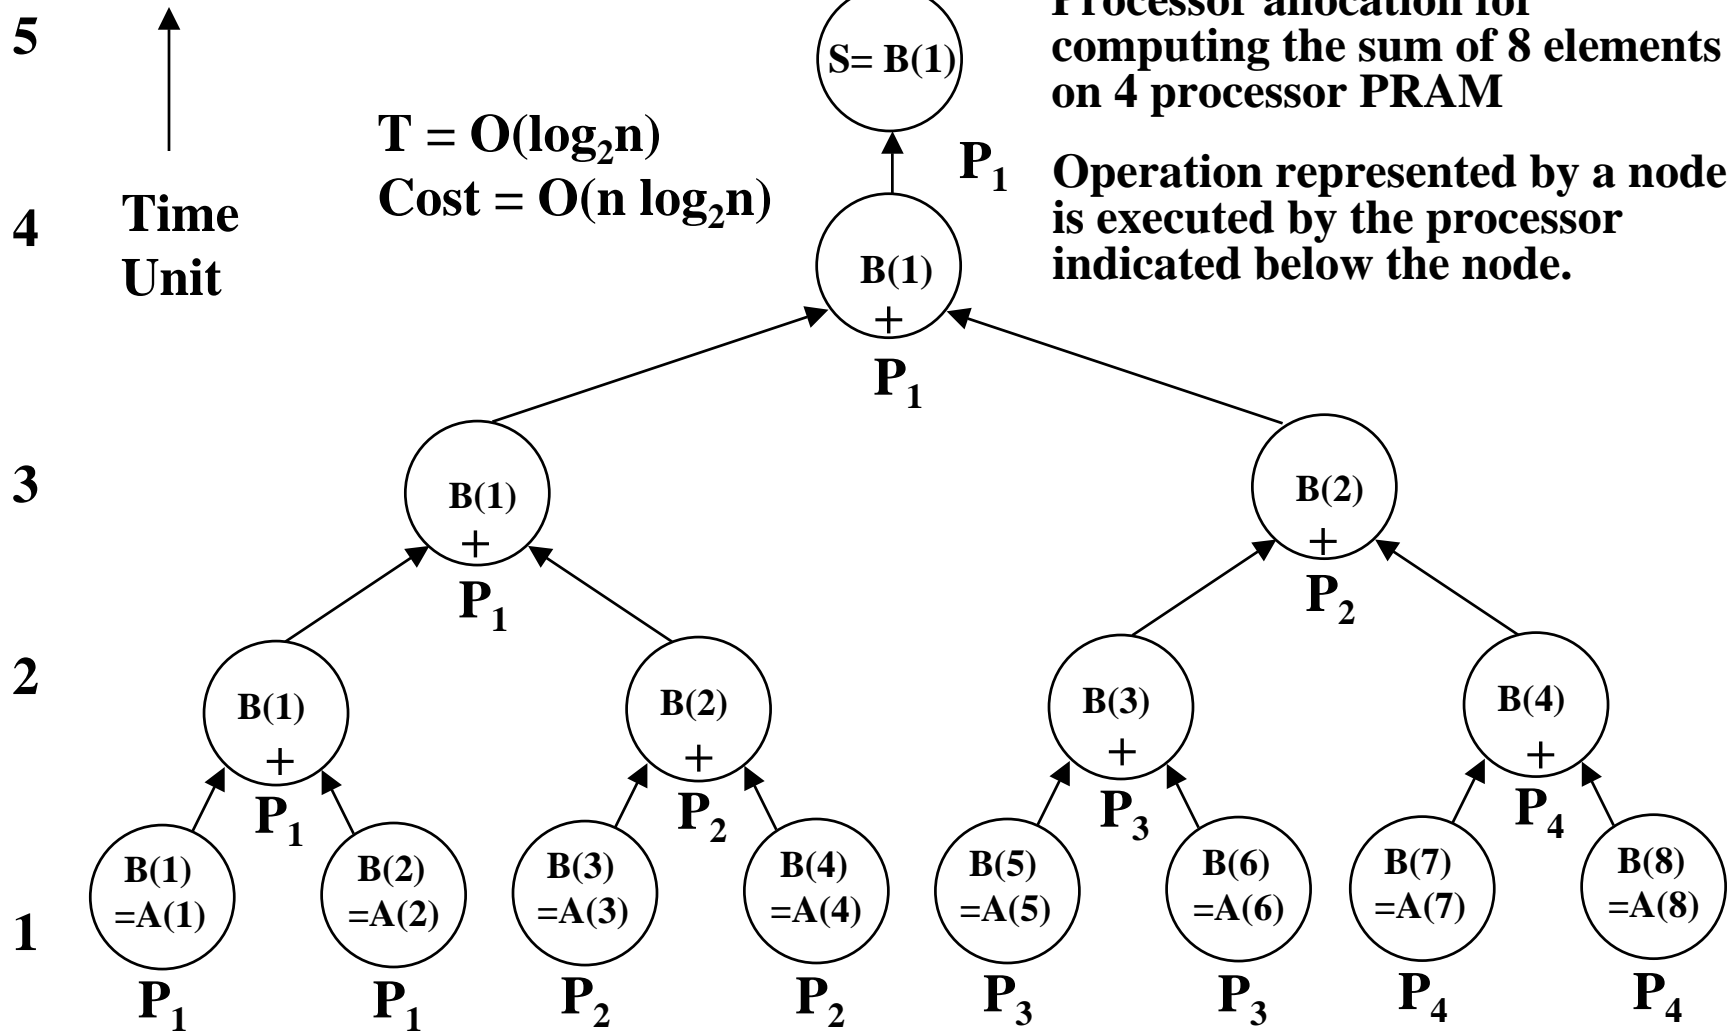 5
Processor allocation for
computing the sum of 8 elements
on 4 processor PRAM
S= B(1)
T = O(log₂n)
Cost = O(n log₂n)
P₁
Operation represented by a node
is executed by the processor
indicated below the node.
4
Time
Unit
B(1)
+
P₁
3
B(1)
+
P₁
B(2)
+
P₂
2
B(1)
+
P₁
B(2)
+
P₂
B(3)
+
P₃
B(4)
+
P₄
1
B(1)
=A(1)
P₁
B(2)
=A(2)
P₁
B(3)
=A(3)
P₂
B(4)
=A(4)
P₂
B(5)
=A(5)
P₃
B(6)
=A(6)
P₃
B(7)
=A(7)
P₄
B(8)
=A(8)
P₄